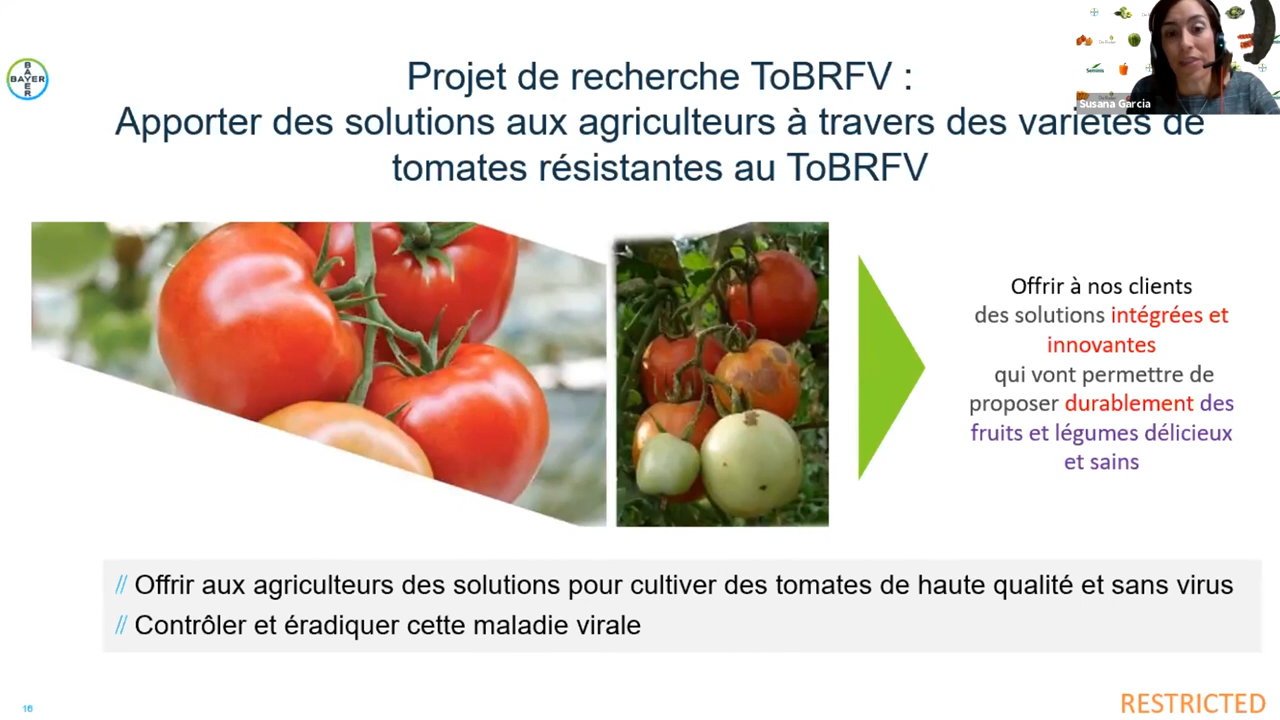 BAYER
BAYER
Seminis
Susana Garcia
Projet de recherche ToBRFV :
Apporter des solutions aux agriculteurs à travers des variétés de
tomates résistantes au ToBRFV
Offrir à nos clients
des solutions intégrées et
innovantes
qui vont permettre de
proposer durablement des
fruits et légumes délicieux
et sains
// Offrir aux agriculteurs des solutions pour cultiver des tomates de haute qualité et sans virus
// Contrôler et éradiquer cette maladie virale
16
RESTRICTED